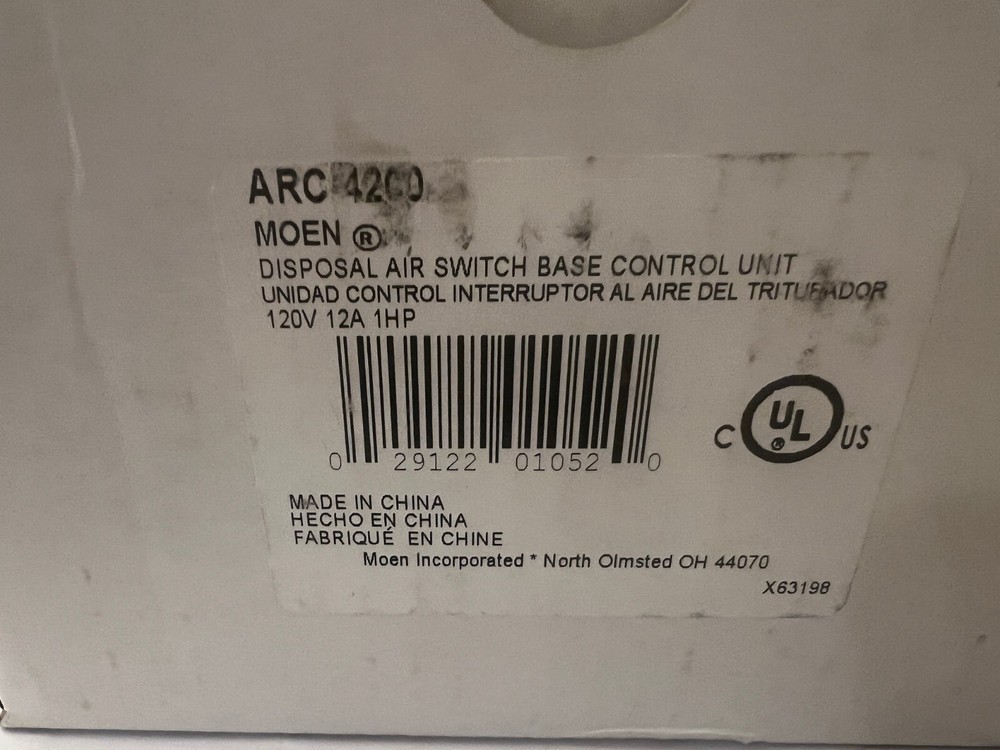 ARC 4200
MOEN ®
DISPOSAL AIR SWITCH BASE CONTROL UNIT
UNIDAD CONTROL INTERRUPTOR AL AIRE DEL TRITURADOR
120V 12A 1HP
0 29122 01052 0
C UL ® US
MADE IN CHINA
HECHO EN CHINA
FABRIQUÉ EN CHINE
Moen Incorporated * North Olmsted OH 44070
X63198